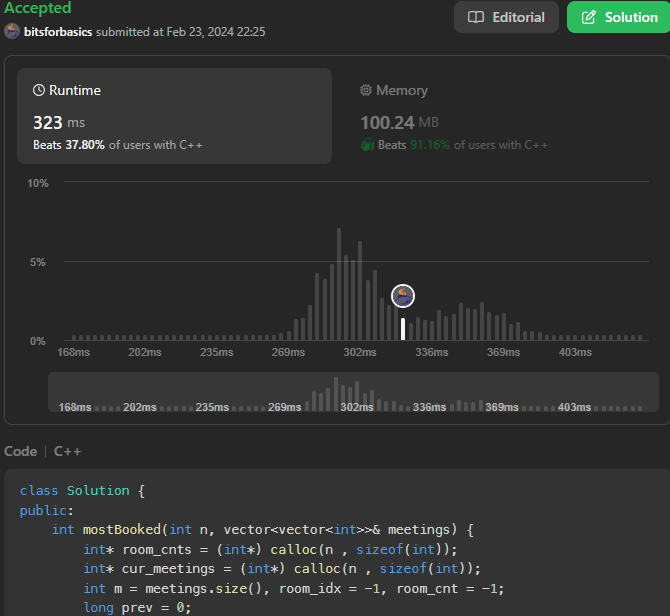 Accepted
Editorial
Solution
bitsforbasics submitted at Feb 23, 2024 22:25
Runtime
323 ms
Beats 37.80% of users with C++
Memory
100.24 MB
Beats 91.16% of users with C++
10%
5%
0%
168ms 202ms 235ms 269ms 302ms 336ms 369ms 403ms
168ms 202ms 235ms 269ms 302ms 336ms 369ms 403ms
Code | C++
class Solution {
public:
    int mostBooked(int n, vector<vector<int>>& meetings) {
        int* room_cnts = (int*) calloc(n , sizeof(int));
        int* cur_meetings = (int*) calloc(n , sizeof(int));
        int m = meetings.size(), room_idx = -1, room_cnt = -1;
        long prev = 0;